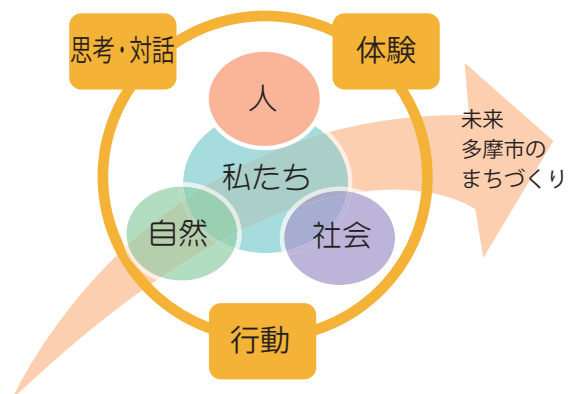 思考・対話
体験
人
未来
多摩市の
まちづくり
私たち
自然
社会
行動